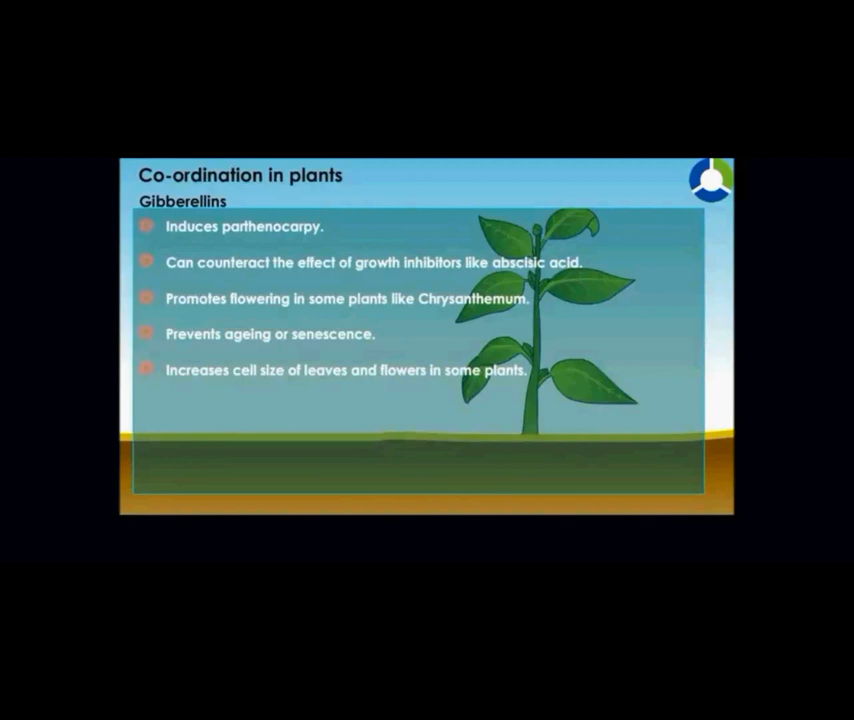 Co-ordination in plants
Gibberellins
Induces parthenocarpy.
Can counteract the effect of growth inhibitors like abscisic acid.
Promotes flowering in some plants like Chrysanthemum.
Prevents ageing or senescence.
Increases cell size of leaves and flowers in some plants.